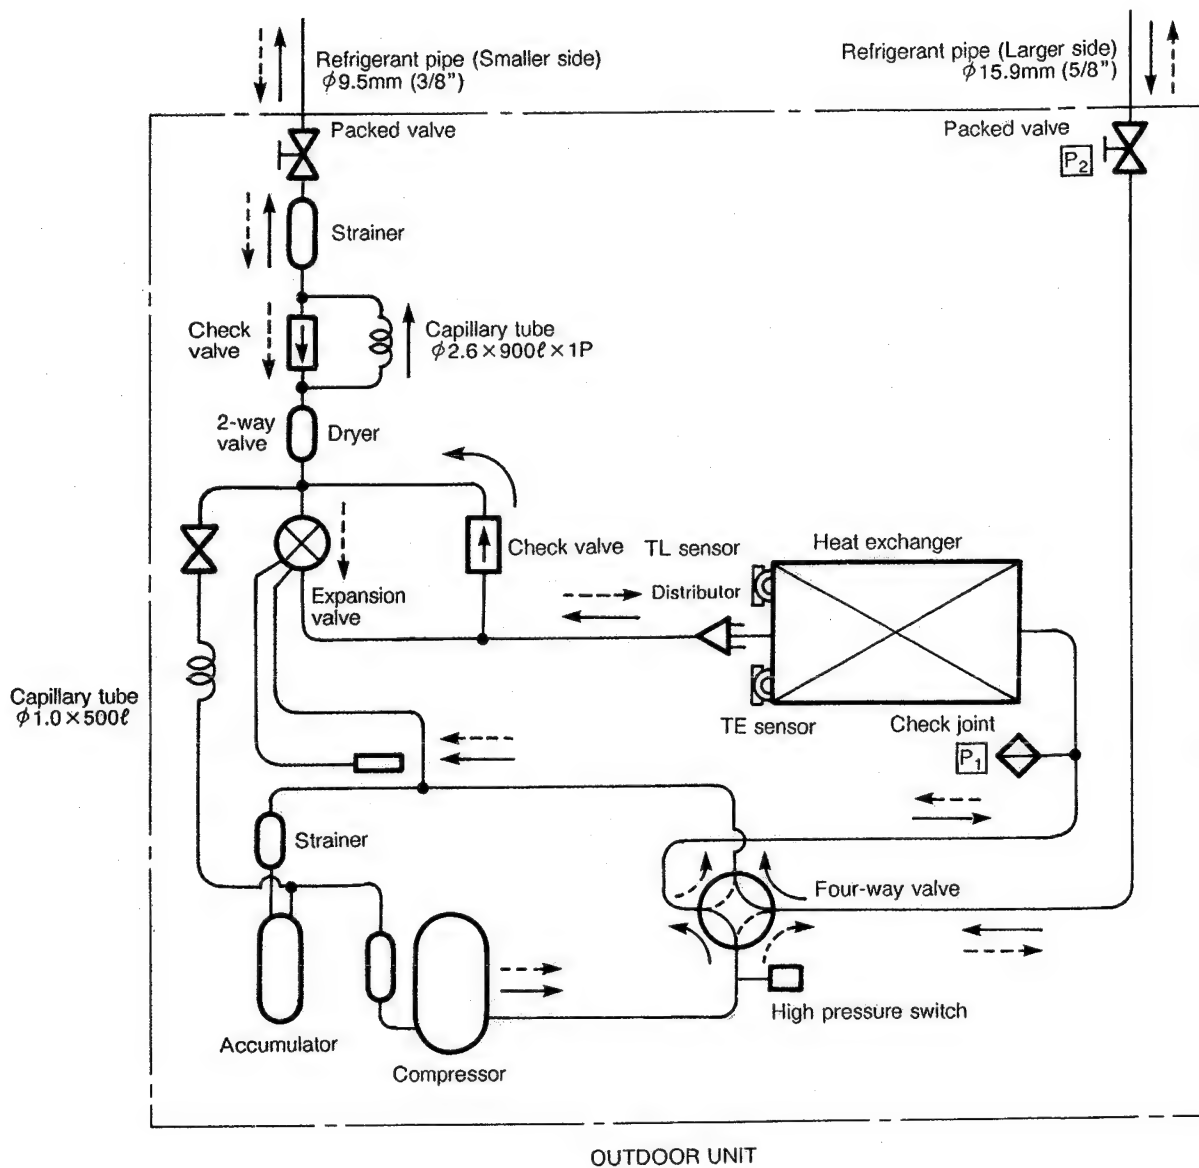 Refrigerant pipe (Smaller side)
φ9.5mm (3/8")
Refrigerant pipe (Larger side)
φ15.9mm (5/8")
Packed valve
Packed valve
P2
Strainer
Check
valve
Capillary tube
φ2.6×900ℓ×1P
2-way
valve
Dryer
Check valve
TL sensor
Heat exchanger
Expansion
valve
Distributor
Capillary tube
φ1.0×500ℓ
TE sensor
Check joint
P1
Strainer
Four-way valve
High pressure switch
Accumulator
Compressor
OUTDOOR UNIT